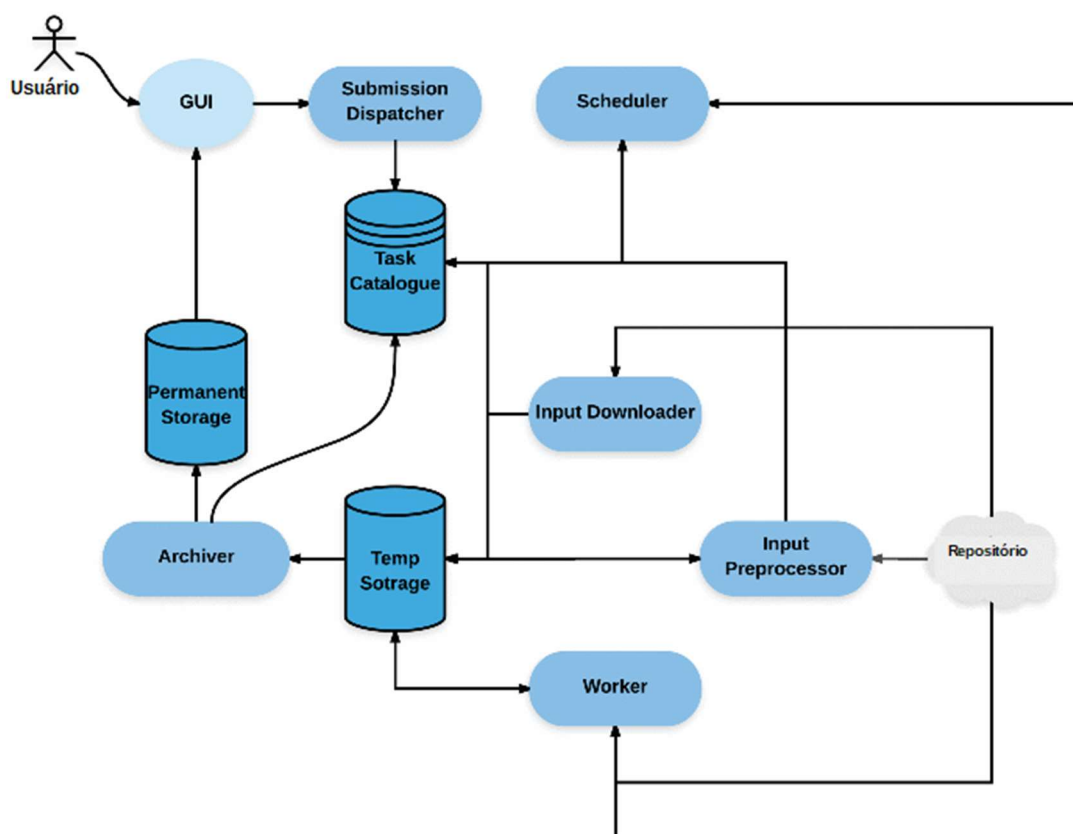 Usuário
GUI
Submission
Dispatcher
Scheduler
Task
Catalogue
Permanent
Storage
Input Downloader
Archiver
Temp
Sotrage
Input
Preprocessor
Repositório
Worker